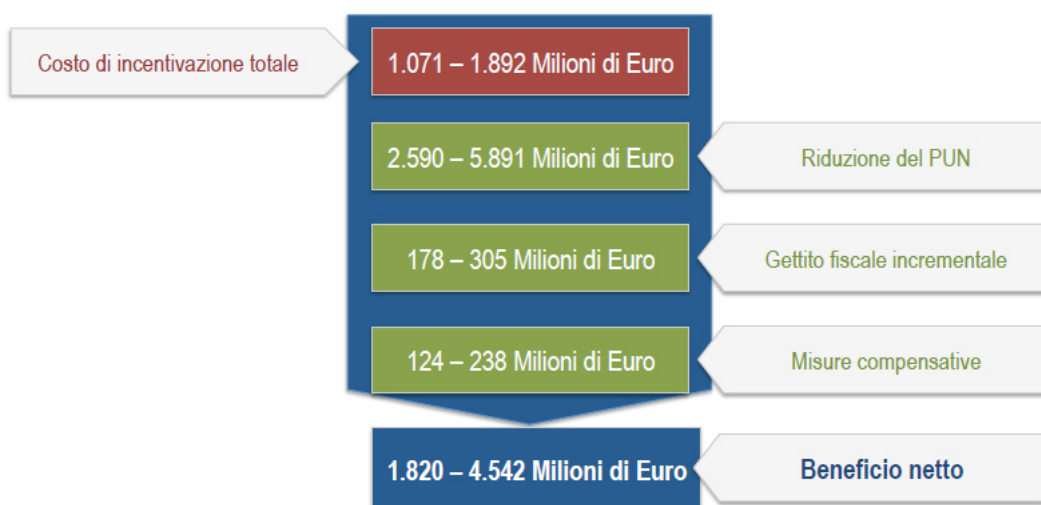 Costo di incentivazione totale
1.071 – 1.892 Milioni di Euro
2.590 – 5.891 Milioni di Euro
Riduzione del PUN
178 – 305 Milioni di Euro
Gettito fiscale incrementale
124 – 238 Milioni di Euro
Misure compensative
1.820 – 4.542 Milioni di Euro
Beneficio netto